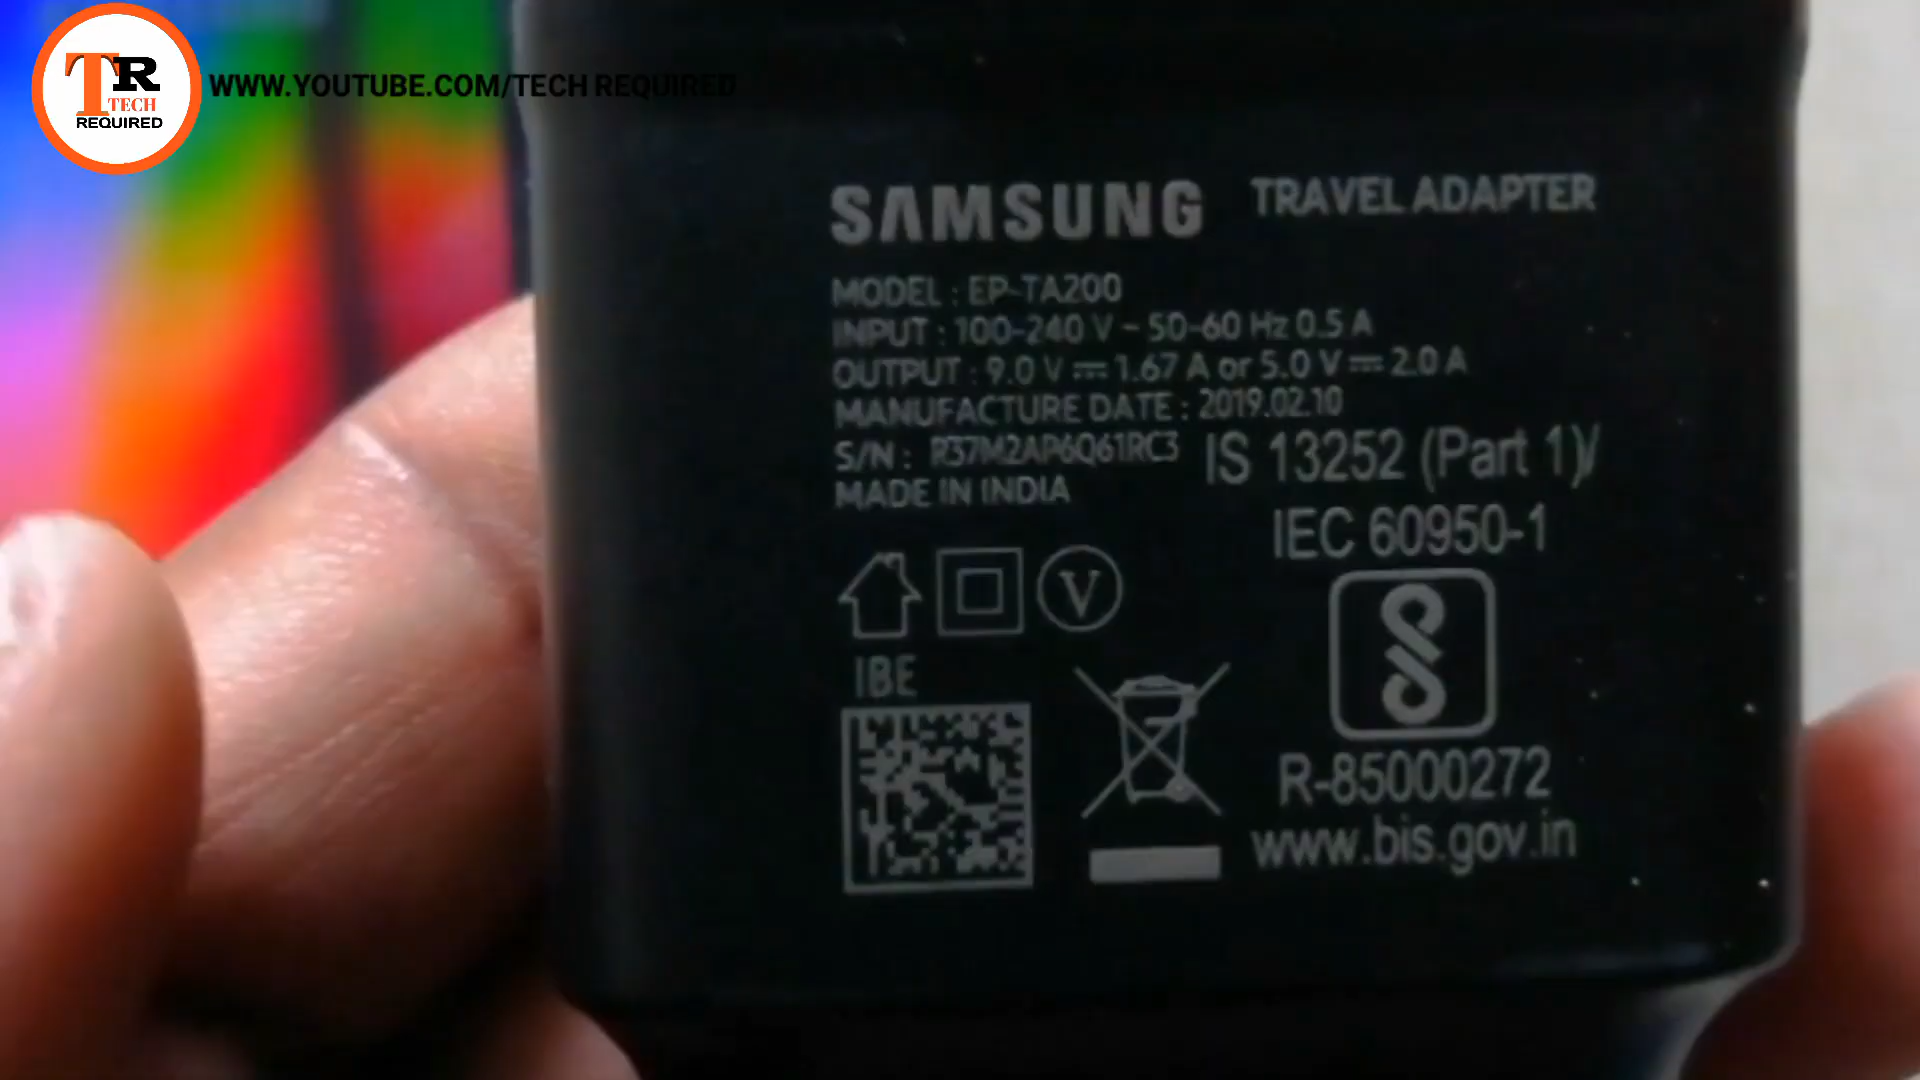 TR
TECH
REQUIRED
WWW.YOUTUBE.COM/TECH REQUIRED
SAMSUNG TRAVEL ADAPTER
MODEL : EP-TA200
INPUT : 100-240 V ~ 50-60 Hz 0.5 A
OUTPUT : 9.0 V ⎓ 1.67 A or 5.0 V ⎓ 2.0 A
MANUFACTURE DATE : 2019.02.10
S/N : R37M2AP6Q61RC3
MADE IN INDIA
IS 13252 (Part 1)/
IEC 60950-1
V
IBE
R-85000272
www.bis.gov.in